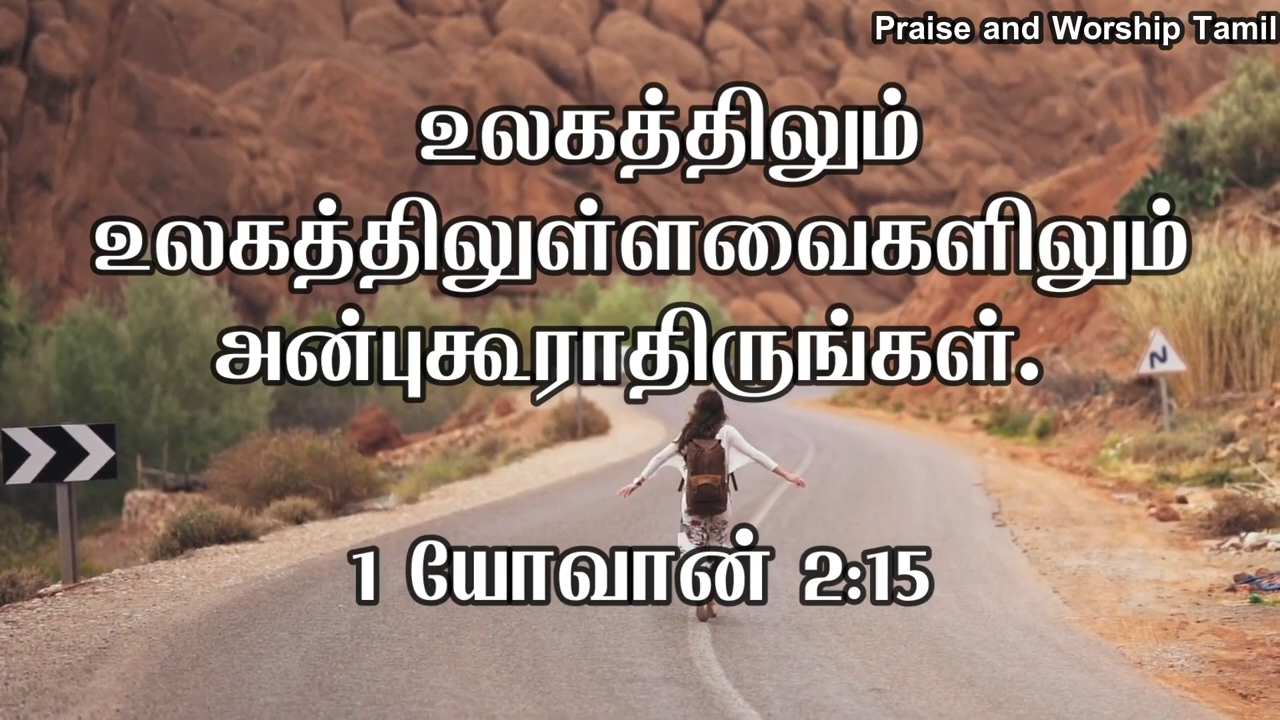 Praise and Worship Tamil
உலகத்திலும்
உலகத்திலுள்ளவைகளிலும்
அன்புகூராதிருங்கள்.
1 யோவான் 2:15